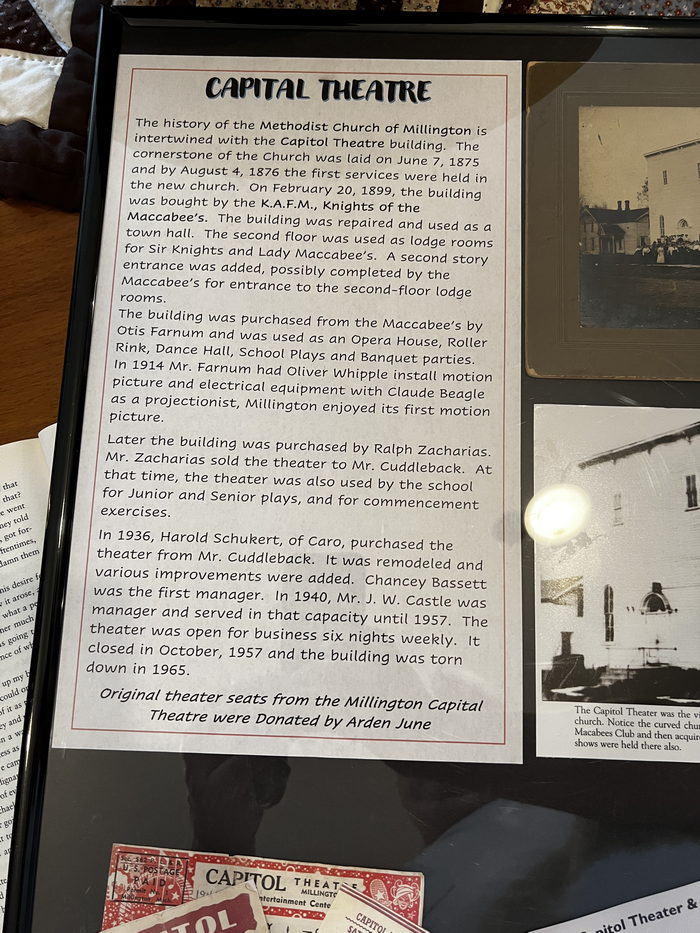 CAPITAL THEATRE
The history of the Methodist Church of Millington is
intertwined with the Capitol Theatre building. The
cornerstone of the Church was laid on June 7, 1875
and by August 4, 1876 the first services were held in
the new church. On February 20, 1899, the building
was bought by the K.A.F.M., Knights of the
Maccabee's. The building was repaired and used as a
town hall. The second floor was used as lodge rooms
for Sir Knights and Lady Maccabee's. A second story
entrance was added, possibly completed by the
Maccabee's for entrance to the second-floor lodge
rooms.
The building was purchased from the Maccabee's by
Otis Farnum and was used as an Opera House, Roller
Rink, Dance Hall, School Plays and Banquet parties.
In 1914 Mr. Farnum had Oliver Whipple install motion
picture and electrical equipment with Claude Beagle
as a projectionist, Millington enjoyed its first motion
picture.
Later the building was purchased by Ralph Zacharias.
Mr. Zacharias sold the theater to Mr. Cuddleback. At
that time, the theater was also used by the school
for Junior and Senior plays, and for commencement
exercises.
In 1936, Harold Schukert, of Caro, purchased the
theater from Mr. Cuddleback. It was remodeled and
various improvements were added. Chancey Bassett
was the first manager. In 1940, Mr. J. W. Castle was
manager and served in that capacity until 1957. The
theater was open for business six nights weekly. It
closed in October, 1957 and the building was torn
down in 1965.
Original theater seats from the Millington Capital
Theatre were Donated by Arden June
The Capitol Theater was the
church. Notice the curved
Macabees Club and then
shows were held there also.
U.S. POSTAGE
PAID
CAPITOL THEATRE
Entertainment
CAPITOL
Theater &
that
that?
went
they told
got for-
damn them